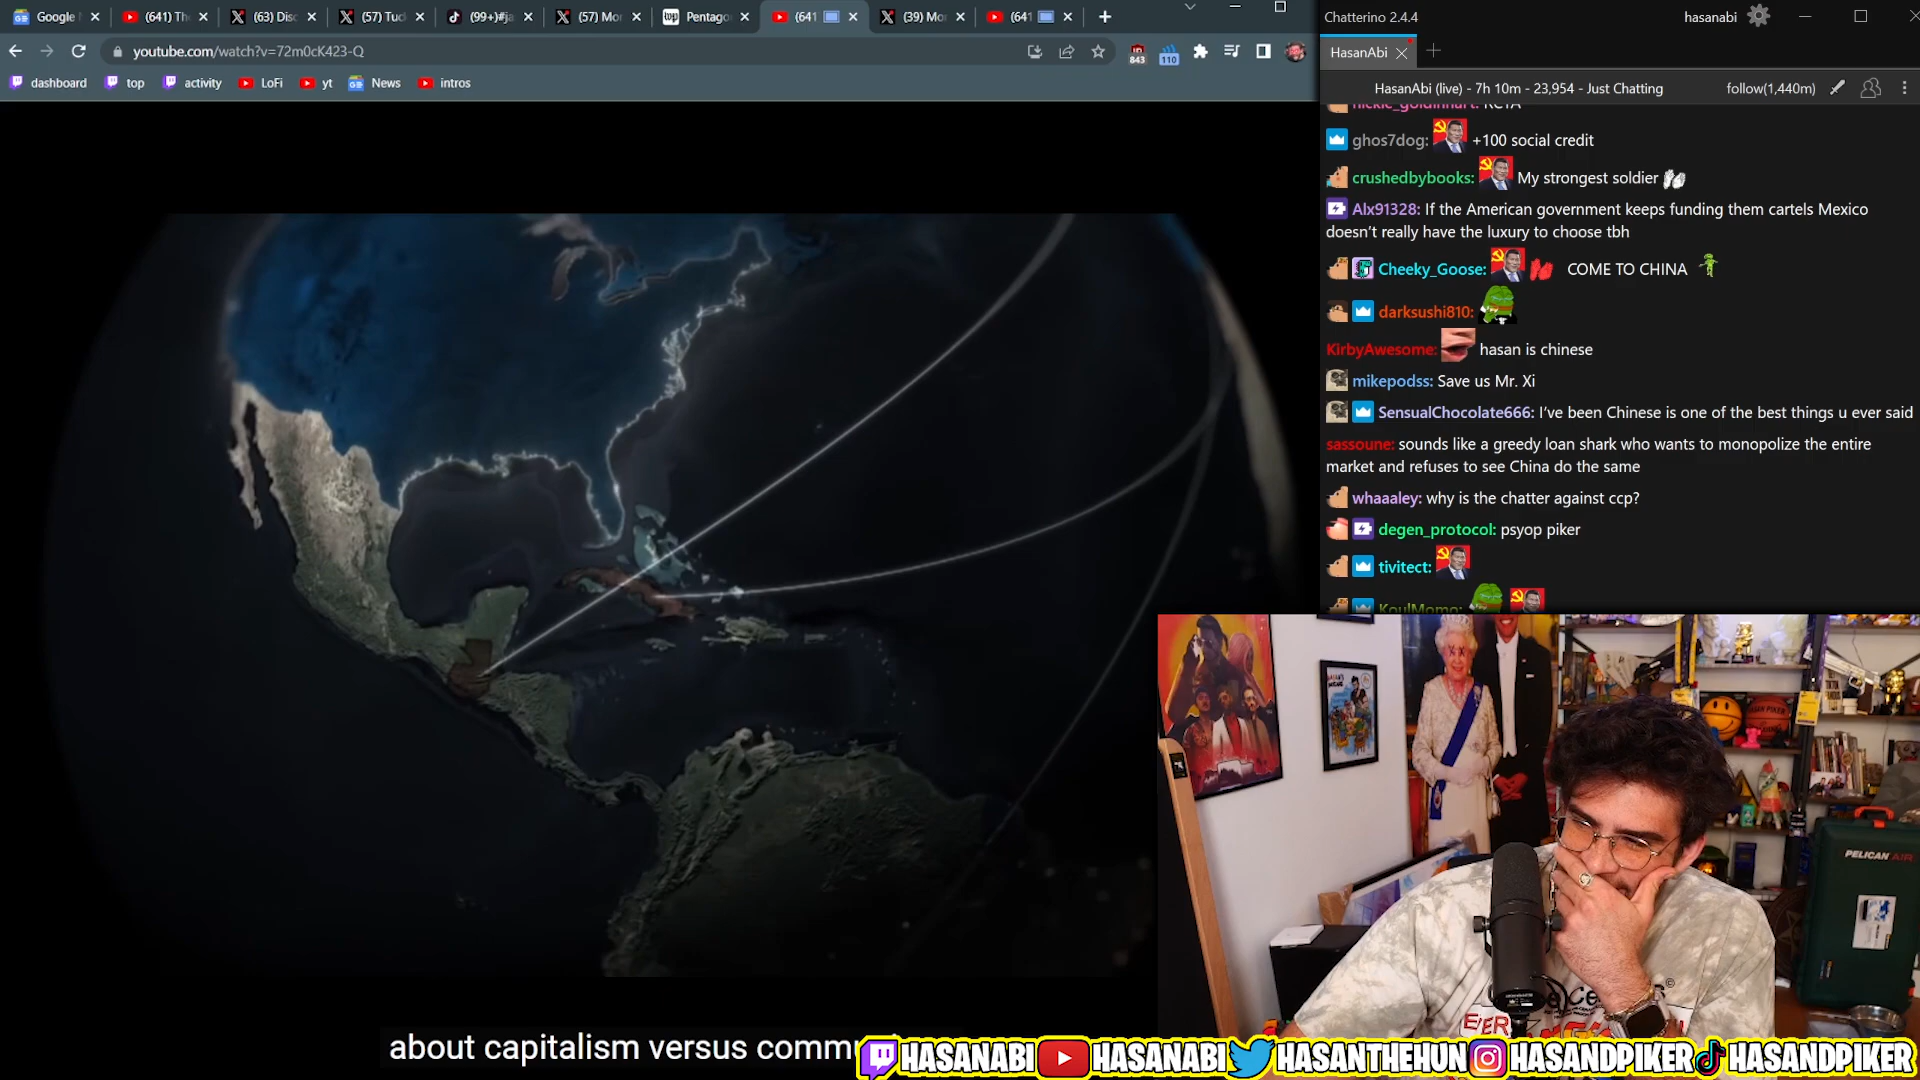 Google
(641) Th
(63) Disc
(57) Tuc
(99+)#ja
(57) Mor
Pentago
(641
(39) Mo
(641
youtube.com/watch?v=72m0cK423-Q
843
110
dashboard
top
activity
LoFi
yt
News
intros
Chatterino 2.4.4
hasanabi
HasanAbi
HasanAbi (live) - 7h 10m - 23,954 - Just Chatting
follow(1,440m)
ghos7dog: +100 social credit
crushedbybooks: My strongest soldier
Alx91328: If the American government keeps funding them cartels Mexico
doesn't really have the luxury to choose tbh
Cheeky_Goose: COME TO CHINA
darksushi810:
KirbyAwesome: hasan is chinese
mikepodss: Save us Mr. Xi
SensualChocolate666: I've been Chinese is one of the best things u ever said
sassoune: sounds like a greedy loan shark who wants to monopolize the entire
market and refuses to see China do the same
whaaaley: why is the chatter against ccp?
degen_protocol: psyop piker
tivitect:
KoulMomo:
PELICAN AIR
about capitalism versus comm
HASANABI
HASANABI
HASANTHEHUN
HASANDPIKER
HASANDPIKER